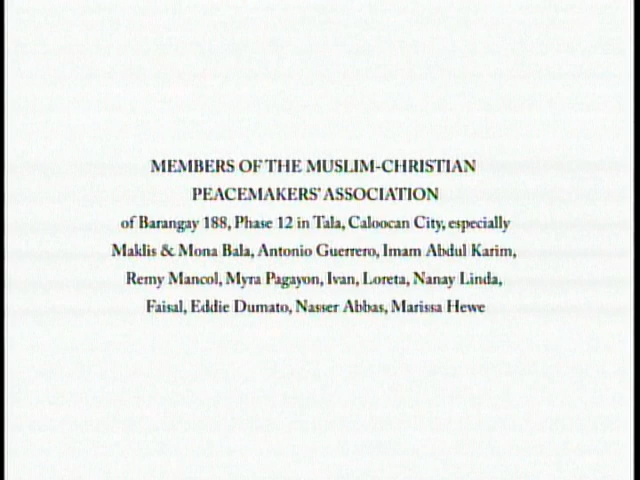 MEMBERS OF THE MUSLIM-CHRISTIAN
PEACEMAKERS' ASSOCIATION
of Barangay 188, Phase 12 in Tala, Caloocan City, especially
Maklis & Mona Bala, Antonio Guerrero, Imam Abdul Karim,
Remy Mancol, Myra Pagayon, Ivan, Loreta, Nanay Linda,
Faisal, Eddie Dumato, Nasser Abbas, Marissa Hewe